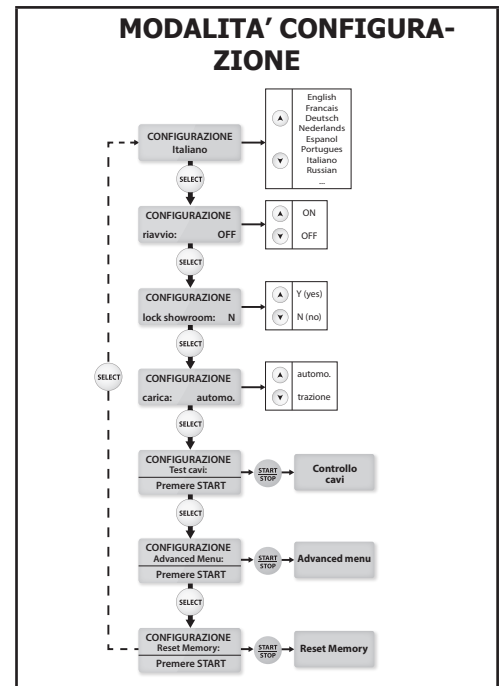 MODALITA’ CONFIGURA-
ZIONE
CONFIGURAZIONE
Italiano
English
Francais
Deutsch
Nederlands
Espanol
Portugues
Italiano
Russian
...
SELECT
CONFIGURAZIONE
riavvio: OFF
ON
OFF
SELECT
CONFIGURAZIONE
lock showroom: N
Y (yes)
N (no)
SELECT
SELECT
CONFIGURAZIONE
carica: automo.
automo.
trazione
SELECT
CONFIGURAZIONE
Test cavi:
Premere START
START
STOP
Controllo
cavi
SELECT
CONFIGURAZIONE
Advanced Menu:
Premere START
START
STOP
Advanced menu
SELECT
CONFIGURAZIONE
Reset Memory:
Premere START
START
STOP
Reset Memory